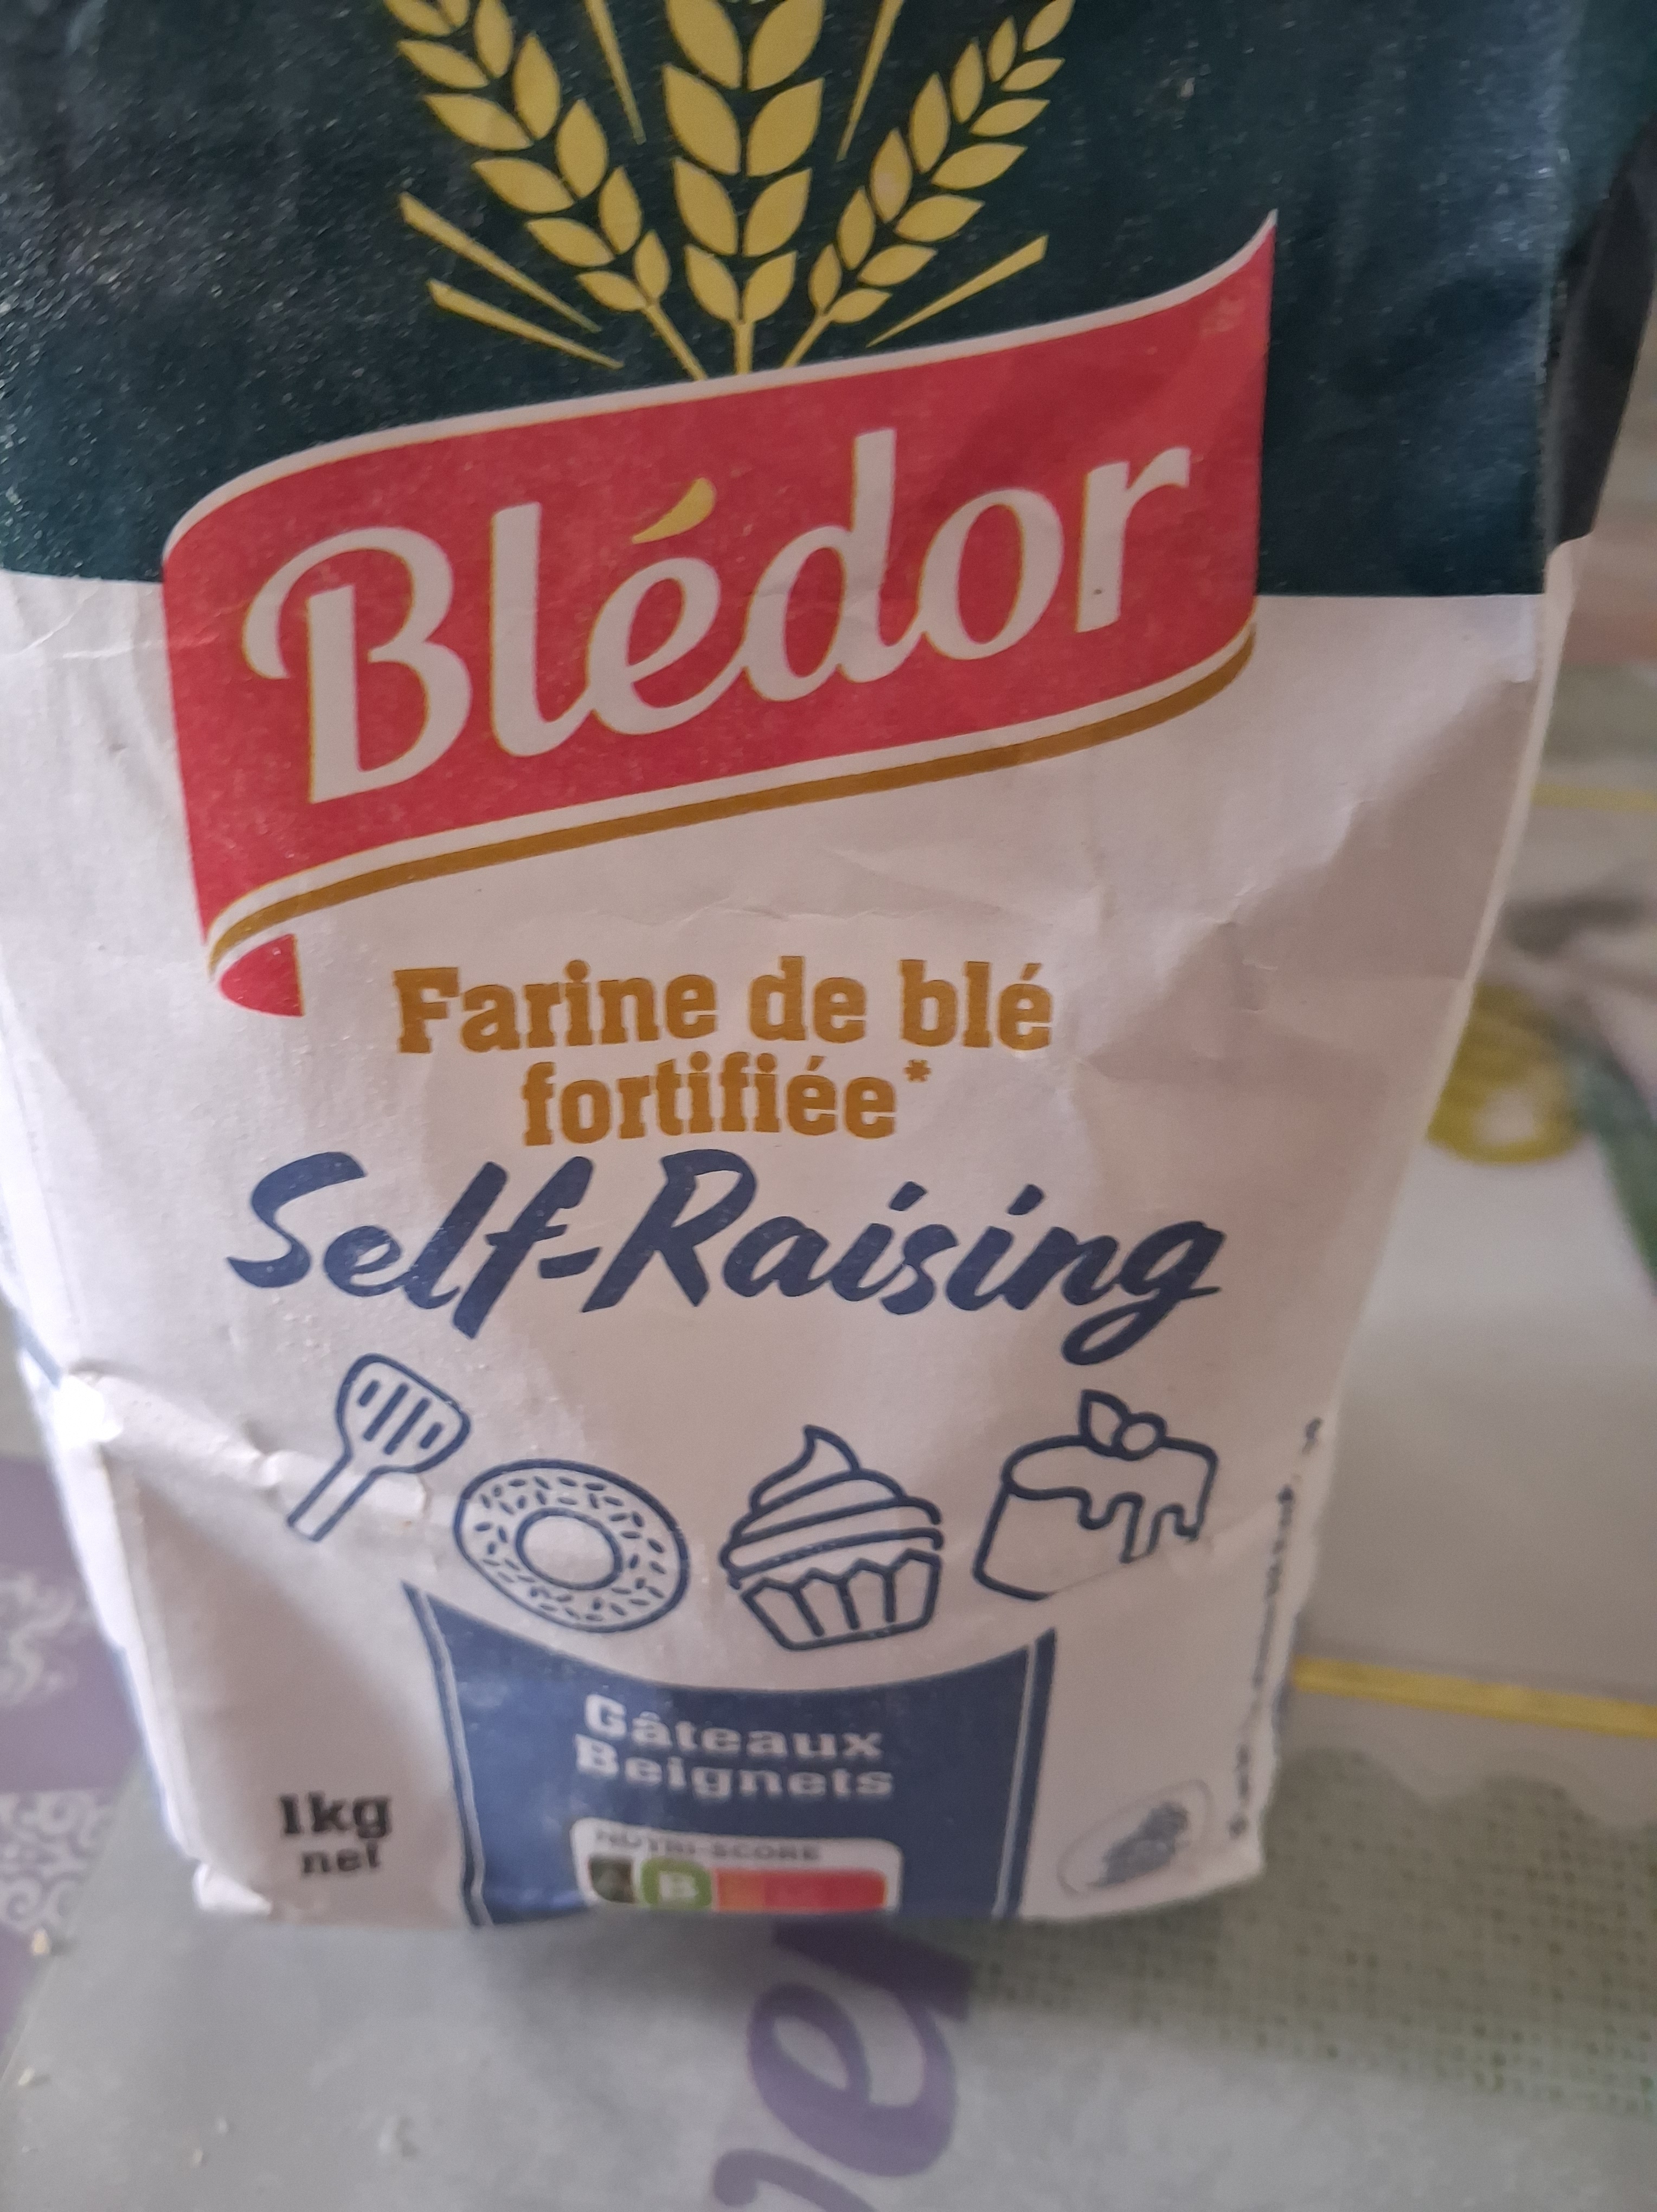 Blédor
Farine de blé
fortifiée*
Self-Raising
Gâteaux
Beignets
1kg
net
NUTRI-SCORE
B